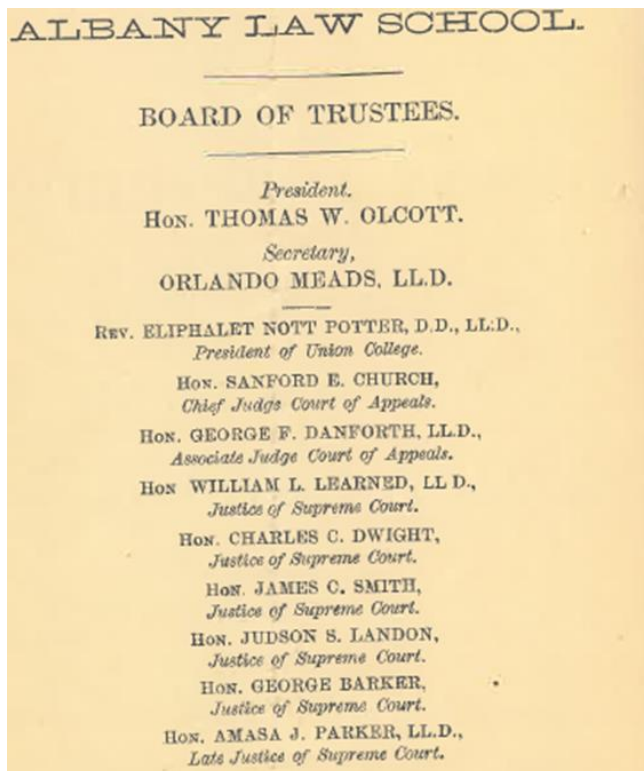 ALBANY LAW SCHOOL.
BOARD OF TRUSTEES.
President.
HON. THOMAS W. OLCOTT.
Secretary,
ORLANDO MEADS, LL.D.
REV. ELIPHALET NOTT POTTER, D.D., LL.D.,
President of Union College.
HON. SANFORD E. CHURCH,
Chief Judge Court of Appeals.
HON. GEORGE F. DANFORTH, LL.D.,
Associate Judge Court of Appeals.
HON WILLIAM L. LEARNED, LL D.,
Justice of Supreme Court.
HON. CHARLES C. DWIGHT,
Justice of Supreme Court.
HON. JAMES C. SMITH,
Justice of Supreme Court.
HON. JUDSON S. LANDON,
Justice of Supreme Court.
HON. GEORGE BARKER,
Justice of Supreme Court.
HON. AMASA J. PARKER, LL.D.,
Late Justice of Supreme Court.